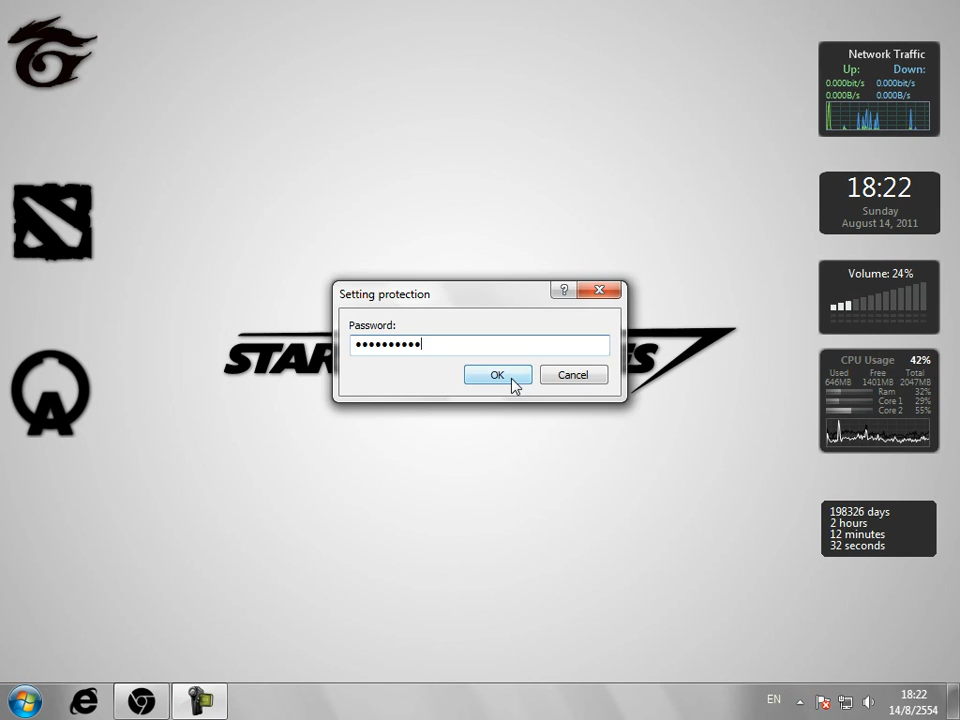 Network Traffic
Up: Down:
0.000bit/s 0.000bit/s
0.000B/s 0.000B/s
18:22
Sunday
August 14, 2011
Volume: 24%
Setting protection
Password:
STAR
ES
OK Cancel
CPU Usage 42%
Used Free Total
646MB 1401MB 2047MB
Ram 32%
Core 1 29%
Core 2 55%
198326 days
2 hours
12 minutes
32 seconds
EN
18:22
14/8/2554